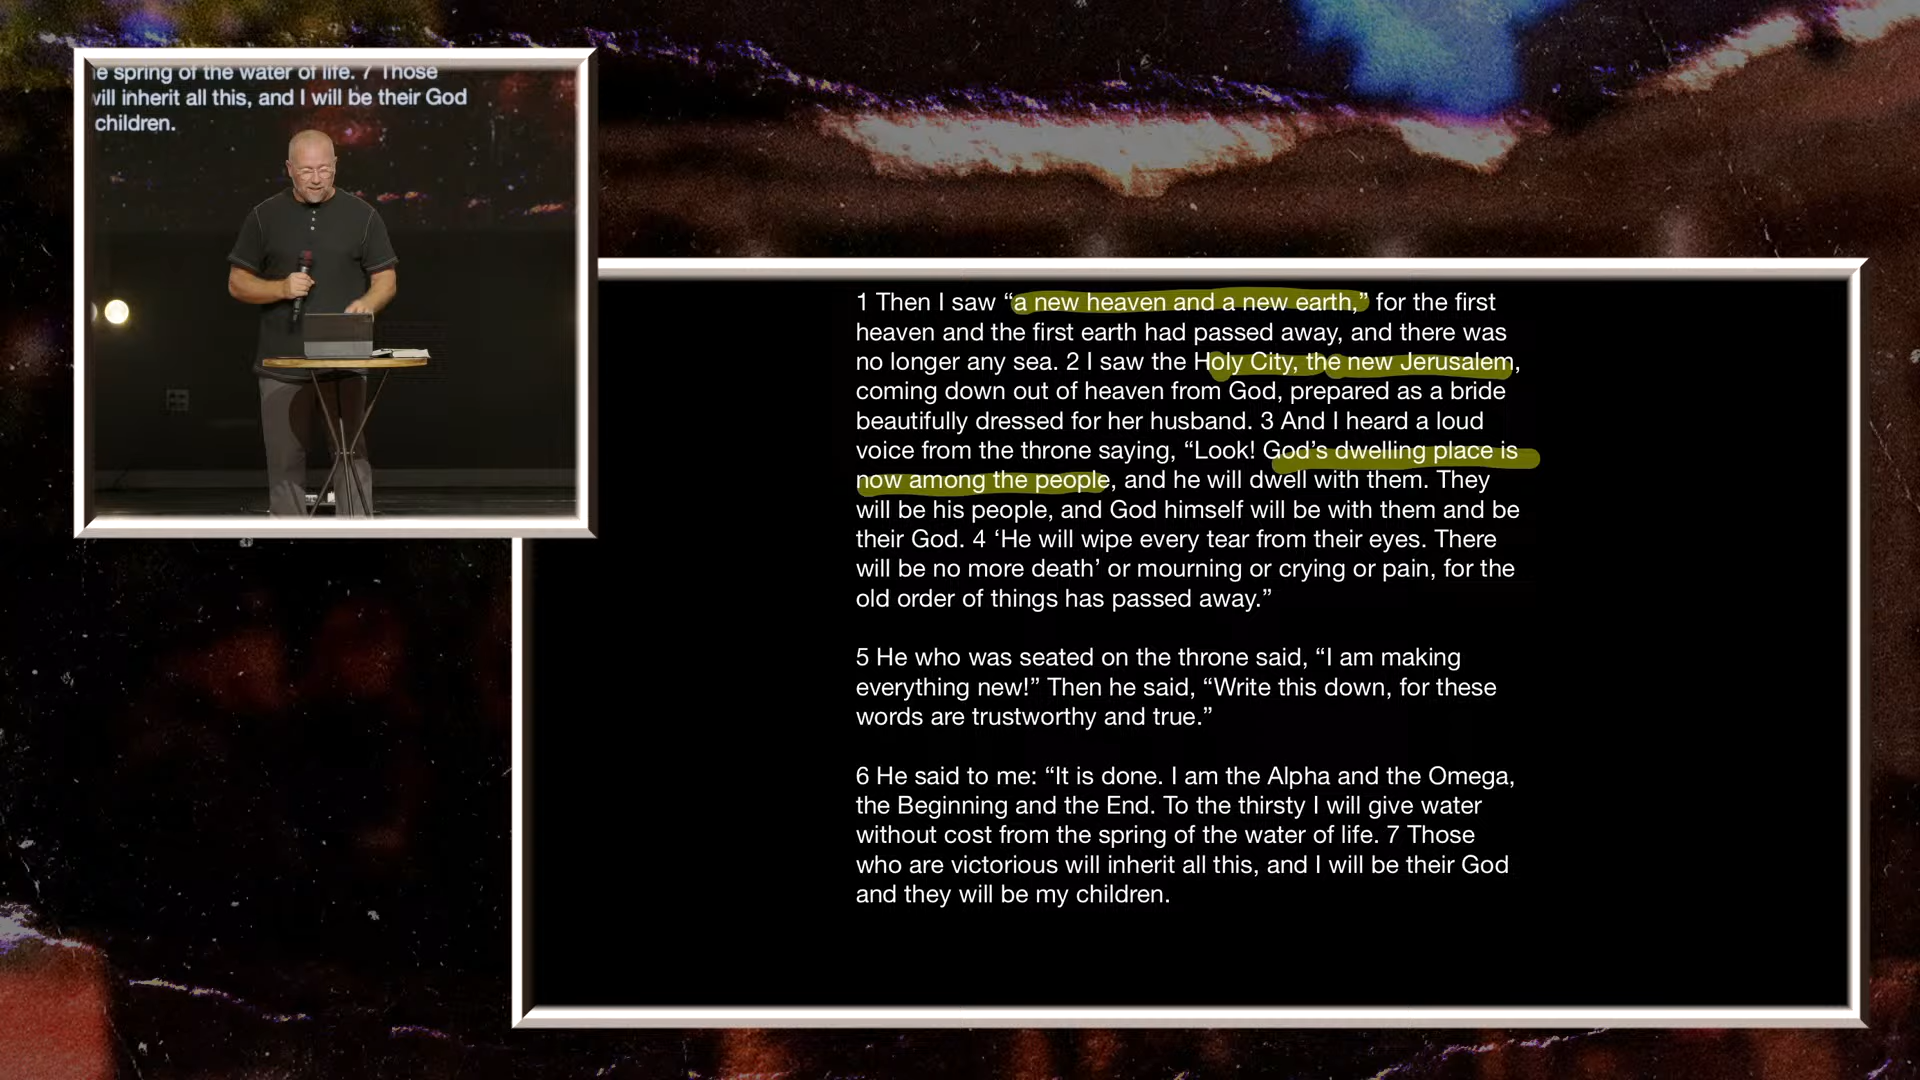 e spring of the water of life. 7 Those
will inherit all this, and I will be their God
children.
1 Then I saw “a new heaven and a new earth,” for the first
heaven and the first earth had passed away, and there was
no longer any sea. 2 I saw the Holy City, the new Jerusalem,
coming down out of heaven from God, prepared as a bride
beautifully dressed for her husband. 3 And I heard a loud
voice from the throne saying, “Look! God’s dwelling place is
now among the people, and he will dwell with them. They
will be his people, and God himself will be with them and be
their God. 4 ‘He will wipe every tear from their eyes. There
will be no more death’ or mourning or crying or pain, for the
old order of things has passed away.”
5 He who was seated on the throne said, “I am making
everything new!” Then he said, “Write this down, for these
words are trustworthy and true.”
6 He said to me: “It is done. I am the Alpha and the Omega,
the Beginning and the End. To the thirsty I will give water
without cost from the spring of the water of life. 7 Those
who are victorious will inherit all this, and I will be their God
and they will be my children.